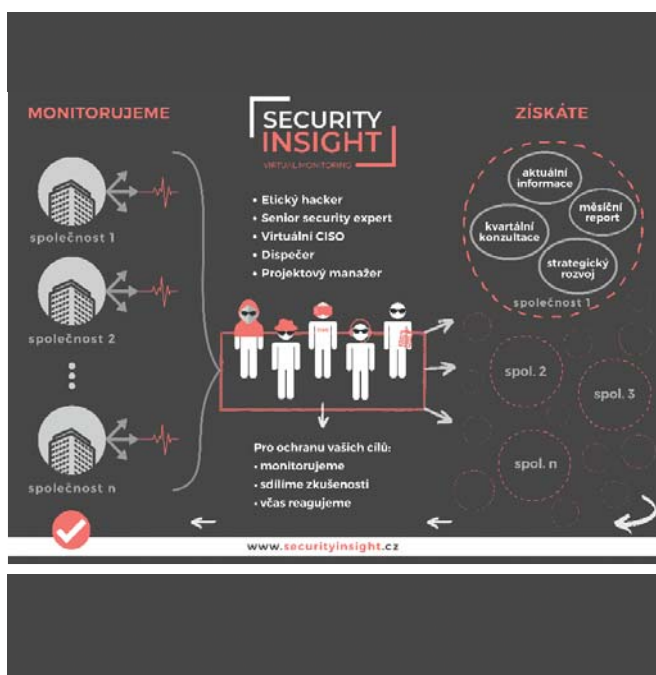 MONITORUJEME
společnost 1
společnost 2
společnost n
SECURITY
INSIGHT
VIRTUAL MONITORING
• Etický hacker
• Senior security expert
• Virtuální CISO
• Dispečer
• Projektový manažer
Pro ochranu vašich cílů:
• monitorujeme
• sdílíme zkušenosti
• včas reagujeme
ZÍSKÁTE
aktuální
informace
měsíční
report
kvartální
konzultace
strategický
rozvoj
společnost 1
spol. 2
spol. 3
spol. n
www.securityinsight.cz